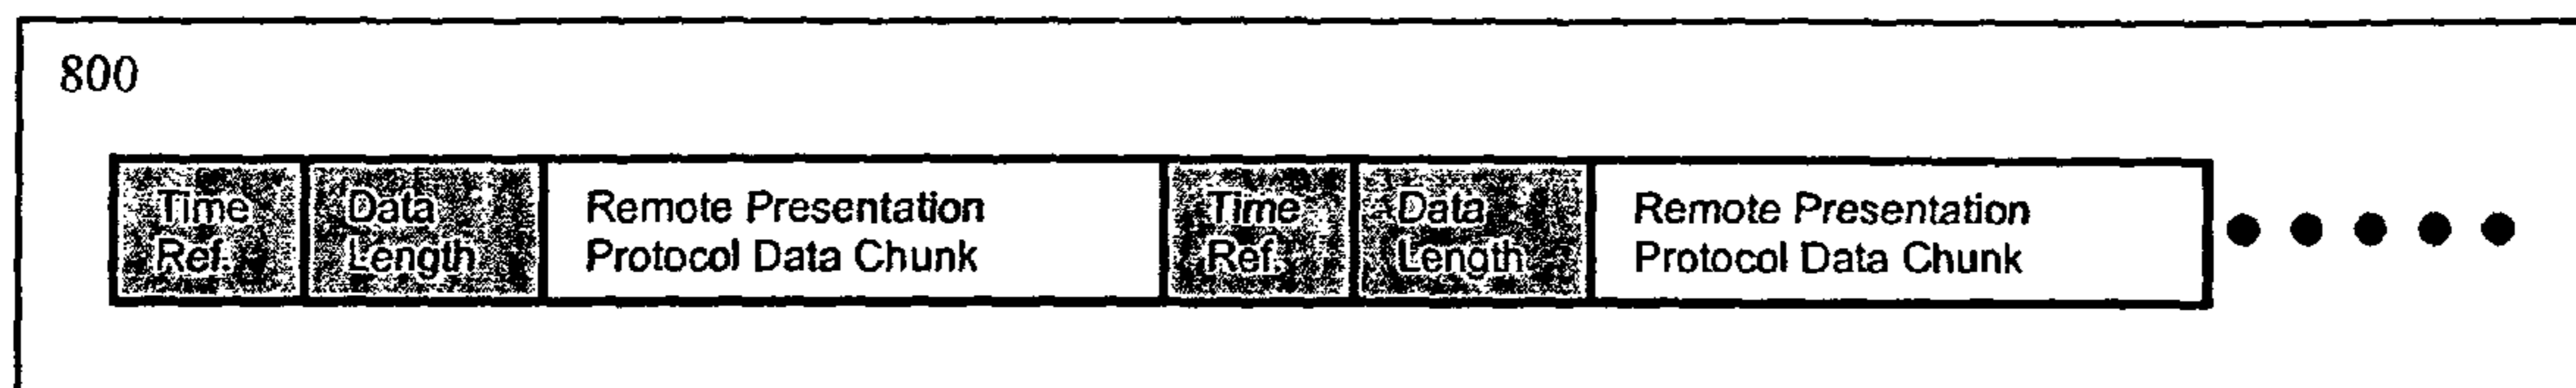 800
Time
Ref.
Data
Length
Remote Presentation
Protocol Data Chunk
Time
Ref.
Data
Length
Remote Presentation
Protocol Data Chunk